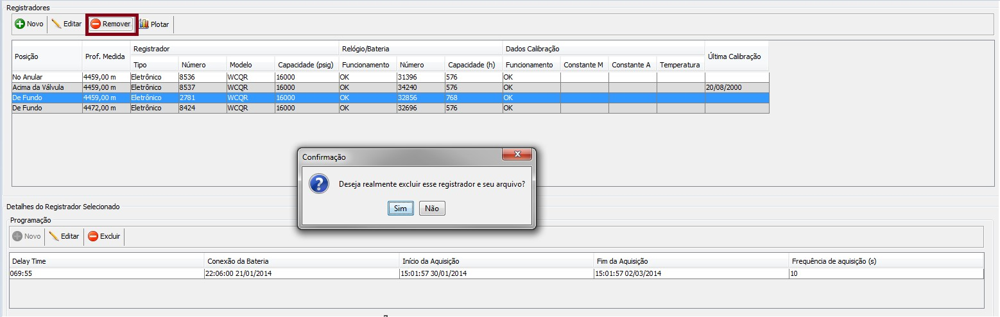 Registradores
Novo Editar Remover Plotar
Posição Prof. Medida Registrador Relógio/Bateria Dados Calibração Última Calibração
Tipo Número Modelo Capacidade (psig) Funcionamento Número Capacidade (h) Funcionamento Constante M Constante A Temperatura
No Anular 4459,00 m Eletrônico 8536 WCQR 16000 OK 31396 576 OK
Acima da Válvula 4459,00 m Eletrônico 8537 WCQR 16000 OK 34240 576 OK 20/08/2000
De Fundo 4459,00 m Eletrônico 2781 WCQR 16000 OK 32856 768 OK
De Fundo 4472,00 m Eletrônico 8424 WCQR 16000 OK 32696 576 OK
Confirmação
Deseja realmente excluir esse registrador e seu arquivo?
Sim Não
Detalhes do Registrador Selecionado
Programação
Novo Editar Excluir
Delay Time Conexão da Bateria Início da Aquisição Fim da Aquisição Frequência de aquisição (s)
069:55 22:06:00 21/01/2014 15:01:57 30/01/2014 15:01:57 02/03/2014 10